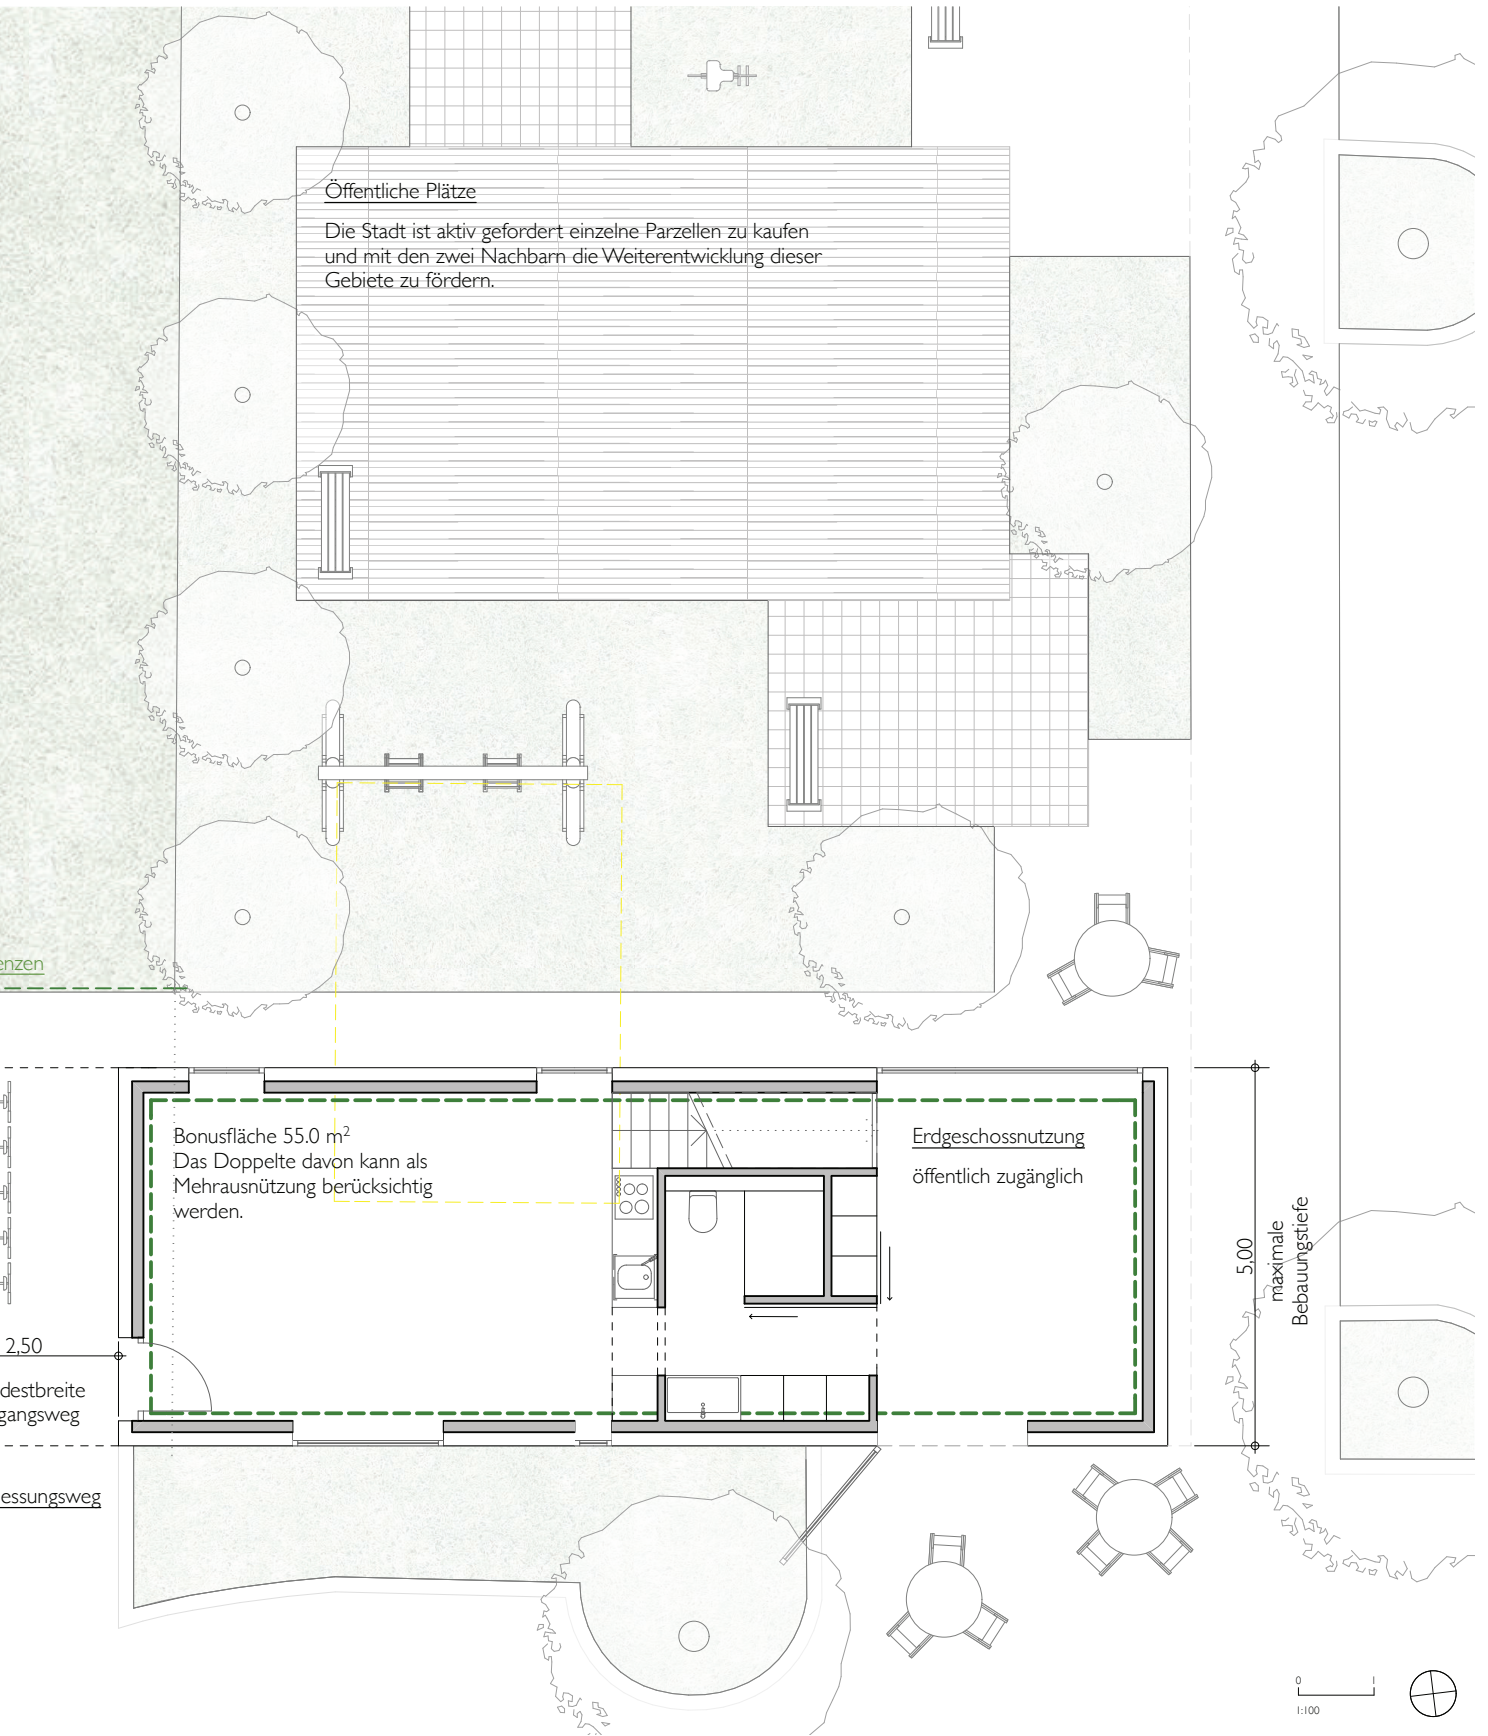 Öffentliche Plätze
Die Stadt ist aktiv gefordert einzelne Parzellen zu kaufen
und mit den zwei Nachbarn die Weiterentwicklung dieser
Gebiete zu fördern.
enzen
Bonusfläche 55.0 m²
Das Doppelte davon kann als
Mehrausnützung berücksichtig
werden.
Erdgeschossnutzung
öffentlich zugänglich
5,00
maximale
Bebauungstiefe
2,50
destbreite
gangsweg
essungsweg
0 1
1:100